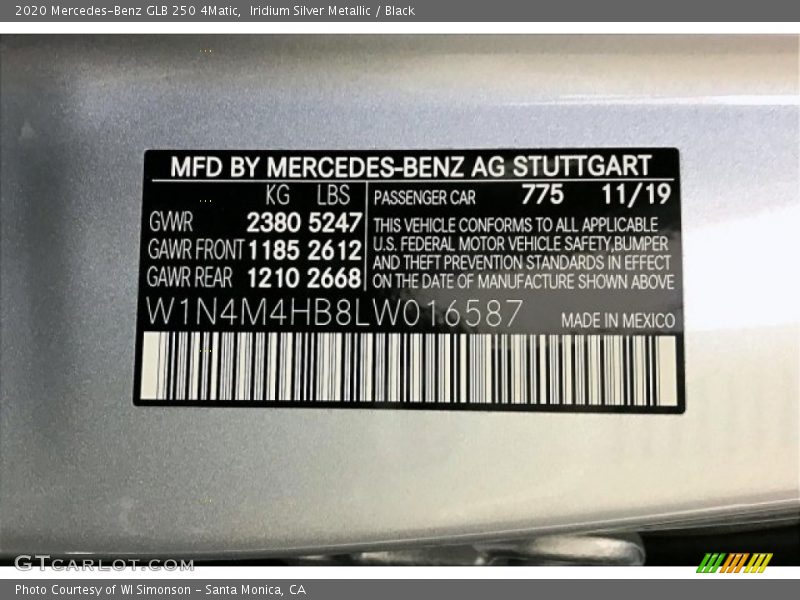 2020 Mercedes-Benz GLB 250 4Matic, Iridium Silver Metallic / Black
MFD BY MERCEDES-BENZ AG STUTTGART
KG LBS
GVWR 2380 5247
GAWR FRONT 1185 2612
GAWR REAR 1210 2668
PASSENGER CAR 775 11/19
THIS VEHICLE CONFORMS TO ALL APPLICABLE
U.S. FEDERAL MOTOR VEHICLE SAFETY,BUMPER
AND THEFT PREVENTION STANDARDS IN EFFECT
ON THE DATE OF MANUFACTURE SHOWN ABOVE
W1N4M4HB8LW016587
MADE IN MEXICO
GTCARLOT.COM
Photo Courtesy of WI Simonson - Santa Monica, CA